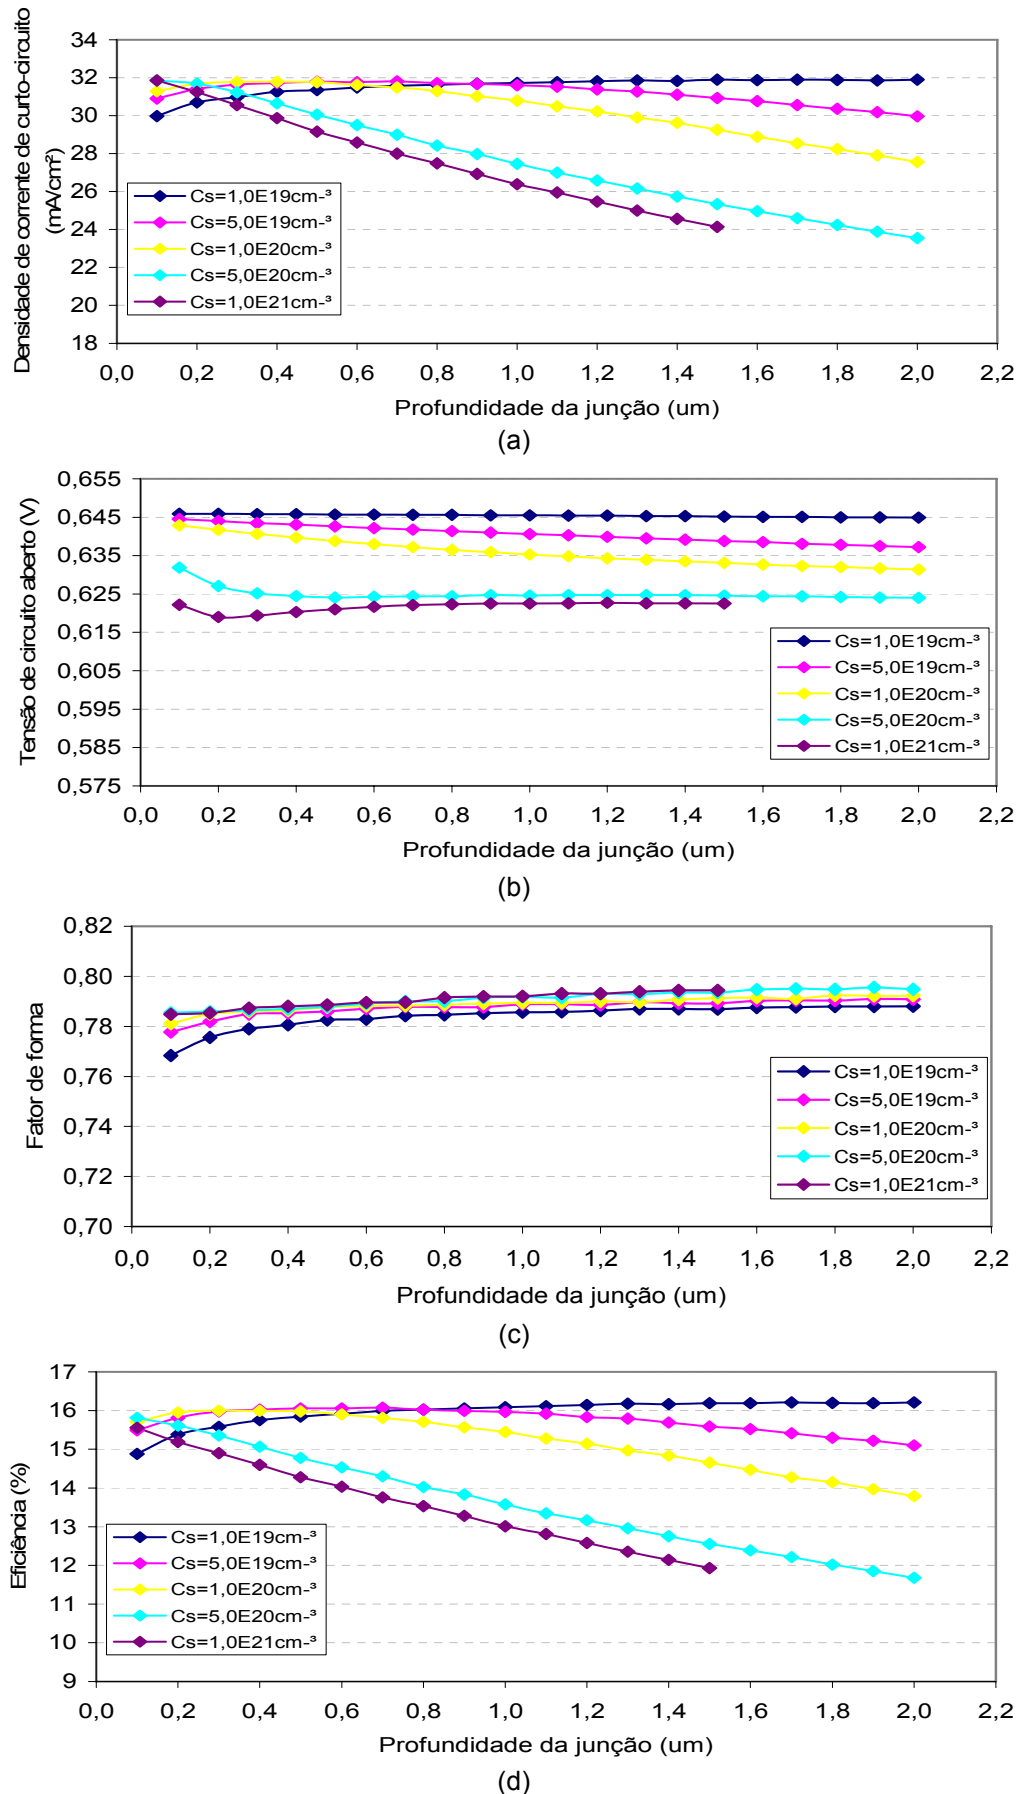 Densidade de corrente de curto-circuito
(mA/cm²)
34
32
30
28
26
24
22
20
18
Cs=1,0E19cm-³
Cs=5,0E19cm-³
Cs=1,0E20cm-³
Cs=5,0E20cm-³
Cs=1,0E21cm-³
0,0 0,2 0,4 0,6 0,8 1,0 1,2 1,4 1,6 1,8 2,0 2,2
Profundidade da junção (um)
(a)
Tensão de circuito aberto (V)
0,655
0,645
0,635
0,625
0,615
0,605
0,595
0,585
0,575
Cs=1,0E19cm-³
Cs=5,0E19cm-³
Cs=1,0E20cm-³
Cs=5,0E20cm-³
Cs=1,0E21cm-³
0,0 0,2 0,4 0,6 0,8 1,0 1,2 1,4 1,6 1,8 2,0 2,2
Profundidade da junção (um)
(b)
Fator de forma
0,82
0,80
0,78
0,76
0,74
0,72
0,70
Cs=1,0E19cm-³
Cs=5,0E19cm-³
Cs=1,0E20cm-³
Cs=5,0E20cm-³
Cs=1,0E21cm-³
0,0 0,2 0,4 0,6 0,8 1,0 1,2 1,4 1,6 1,8 2,0 2,2
Profundidade da junção (um)
(c)
Eficiência (%)
17
16
15
14
13
12
11
10
9
Cs=1,0E19cm-³
Cs=5,0E19cm-³
Cs=1,0E20cm-³
Cs=5,0E20cm-³
Cs=1,0E21cm-³
0,0 0,2 0,4 0,6 0,8 1,0 1,2 1,4 1,6 1,8 2,0 2,2
Profundidade da junção (um)
(d)